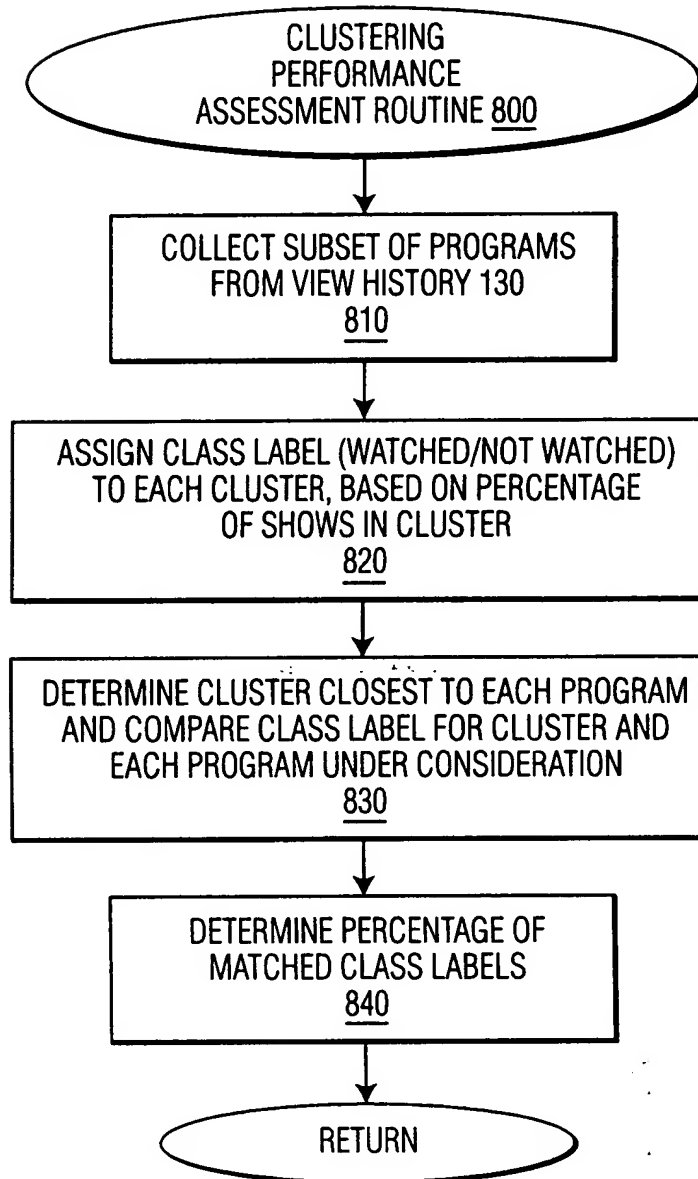 CLUSTERING
PERFORMANCE
ASSESSMENT ROUTINE 800
COLLECT SUBSET OF PROGRAMS
FROM VIEW HISTORY 130
810
ASSIGN CLASS LABEL (WATCHED/NOT WATCHED)
TO EACH CLUSTER, BASED ON PERCENTAGE
OF SHOWS IN CLUSTER
820
DETERMINE CLUSTER CLOSEST TO EACH PROGRAM
AND COMPARE CLASS LABEL FOR CLUSTER AND
EACH PROGRAM UNDER CONSIDERATION
830
DETERMINE PERCENTAGE OF
MATCHED CLASS LABELS
840
RETURN